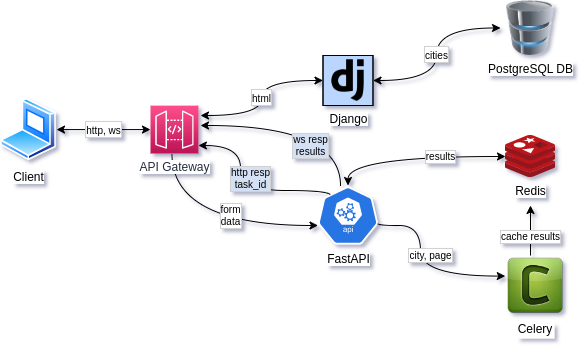 PostgreSQL DB
cities
dj
Django
html
http, ws
ws resp
results
API Gateway
Client
http resp
task_id
results
Redis
form
data
api
FastAPI
cache results
city, page
C
Celery